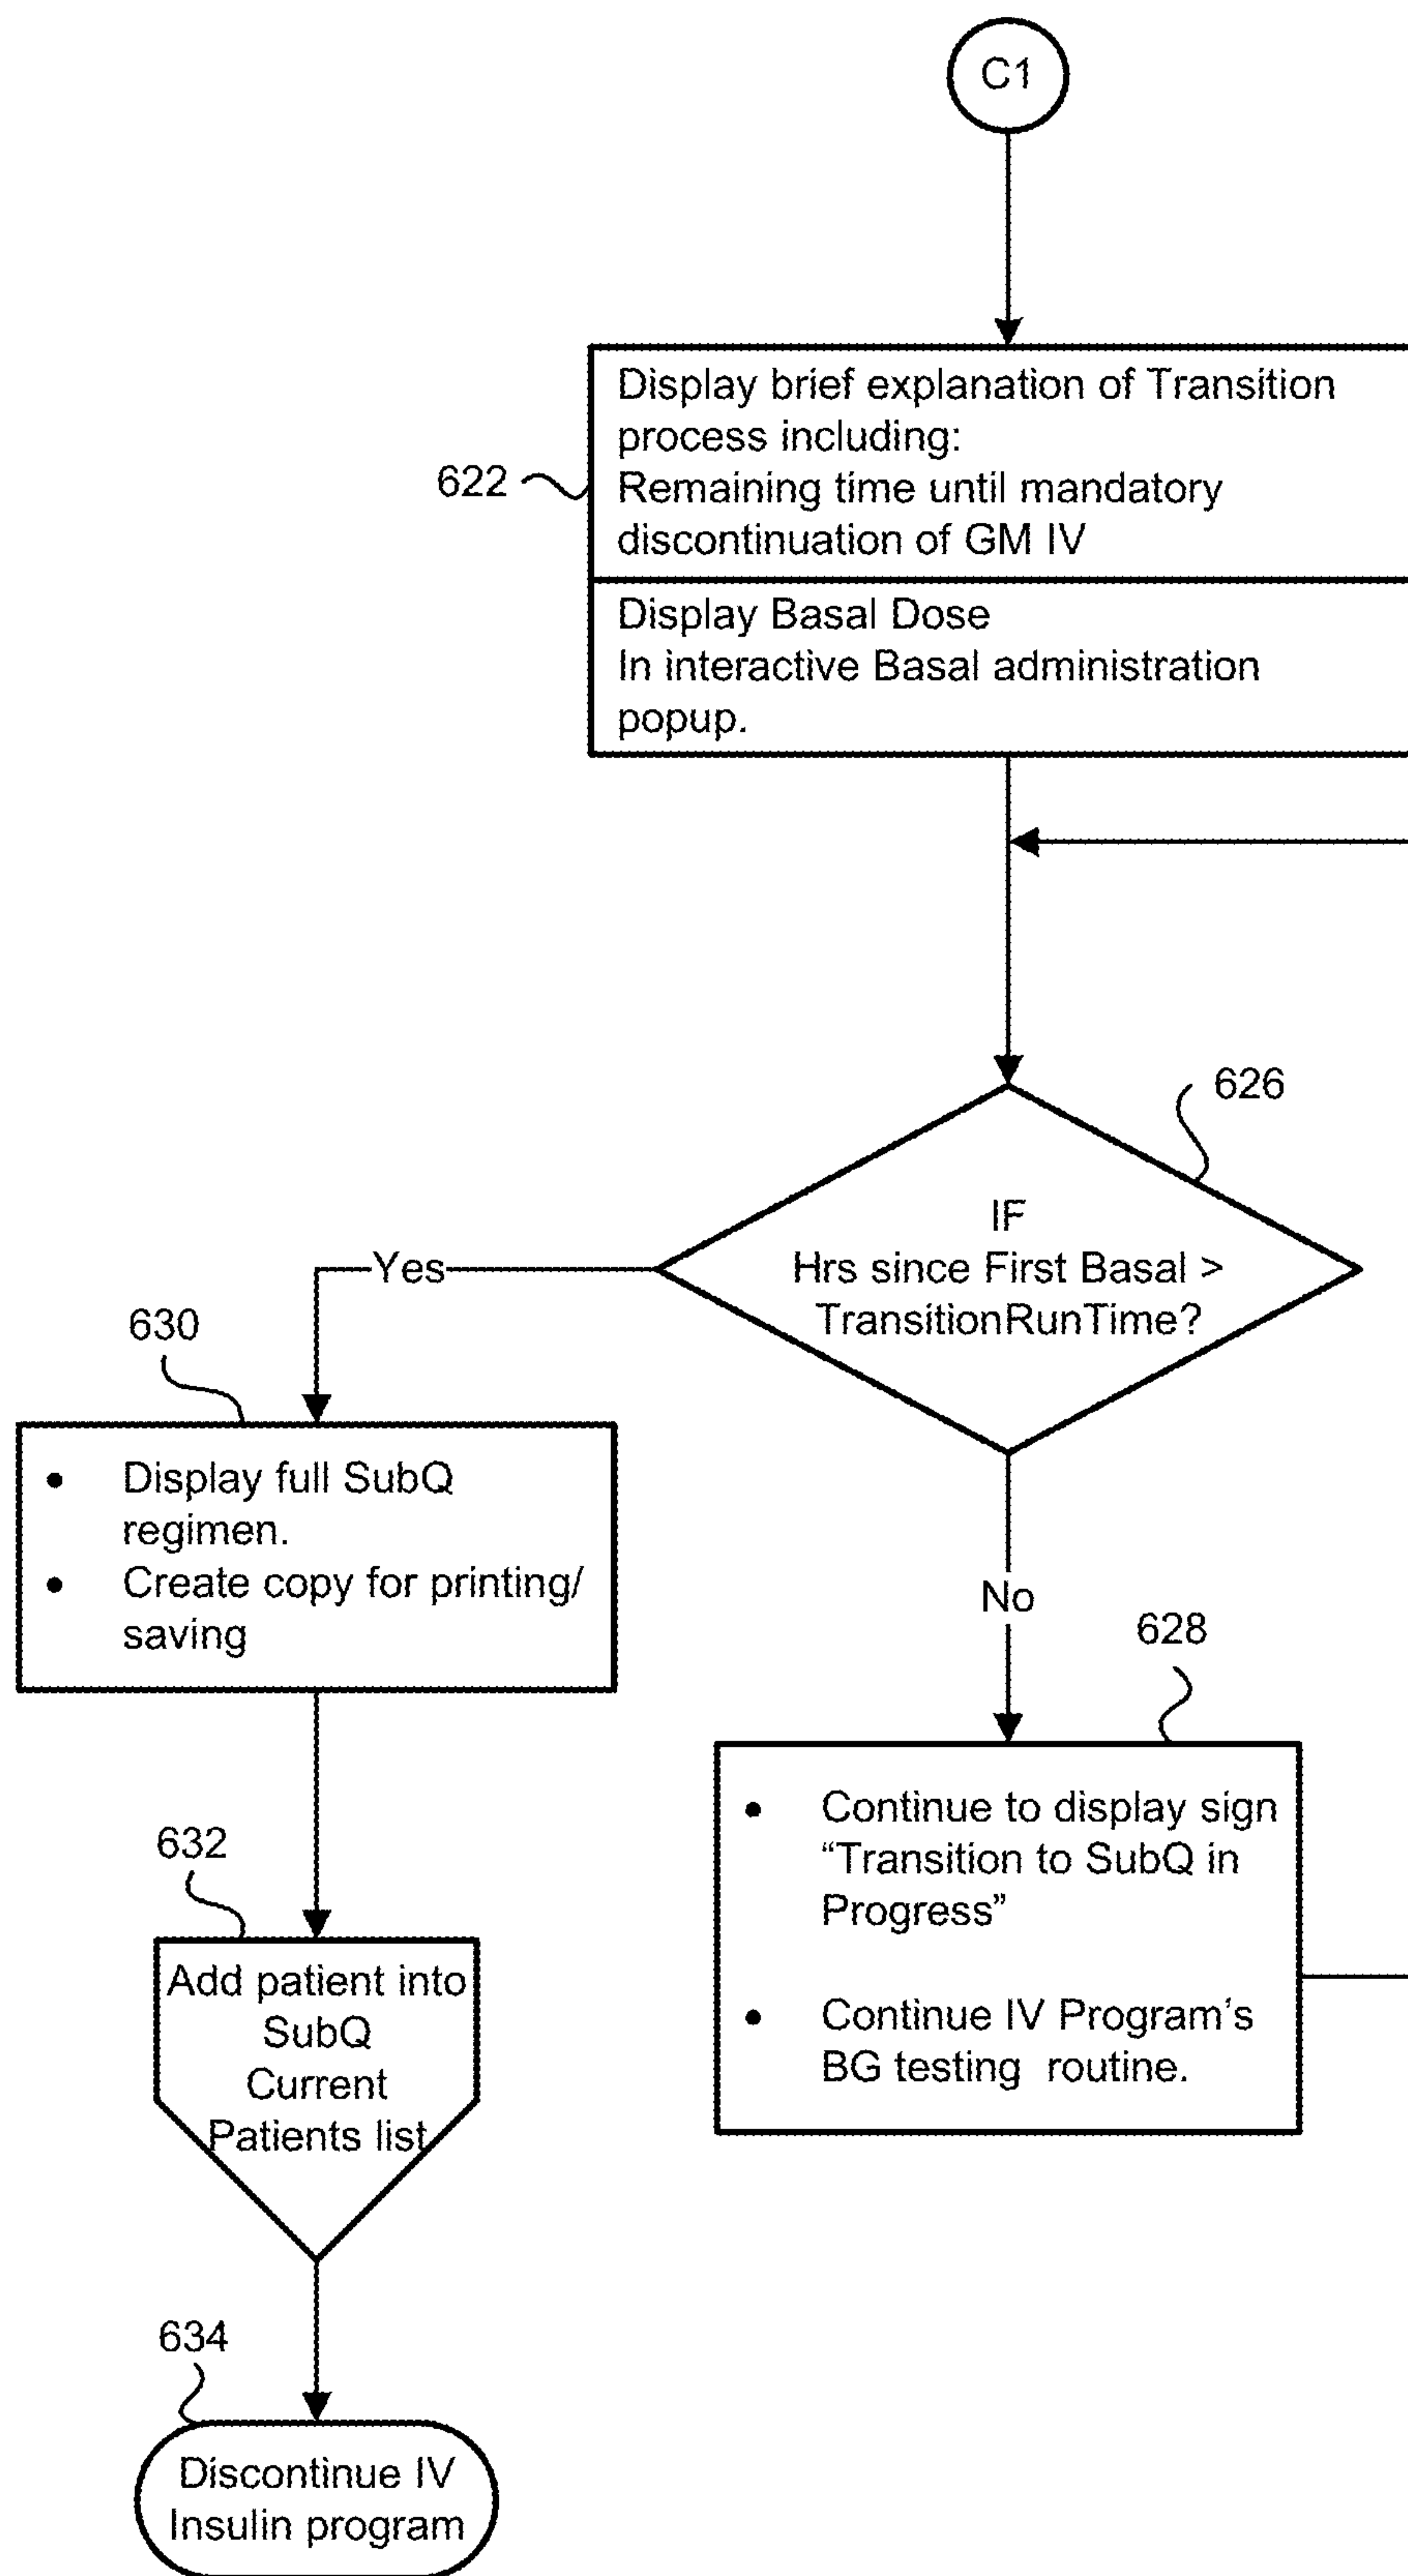 C1
Display brief explanation of Transition
process including:
Remaining time until mandatory
discontinuation of GM IV
622
Display Basal Dose
In interactive Basal administration
popup.
626
IF
Hrs since First Basal >
TransitionRunTime?
Yes
630
• Display full SubQ
regimen.
• Create copy for printing/
saving
No
628
• Continue to display sign
“Transition to SubQ in
Progress”
• Continue IV Program's
BG testing routine.
632
Add patient into
SubQ
Current
Patients list
634
Discontinue IV
Insulin program